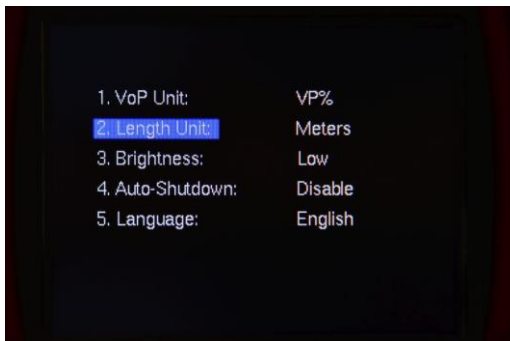 1. VoP Unit: VP%
2. Length Unit: Meters
3. Brightness: Low
4. Auto-Shutdown: Disable
5. Language: English